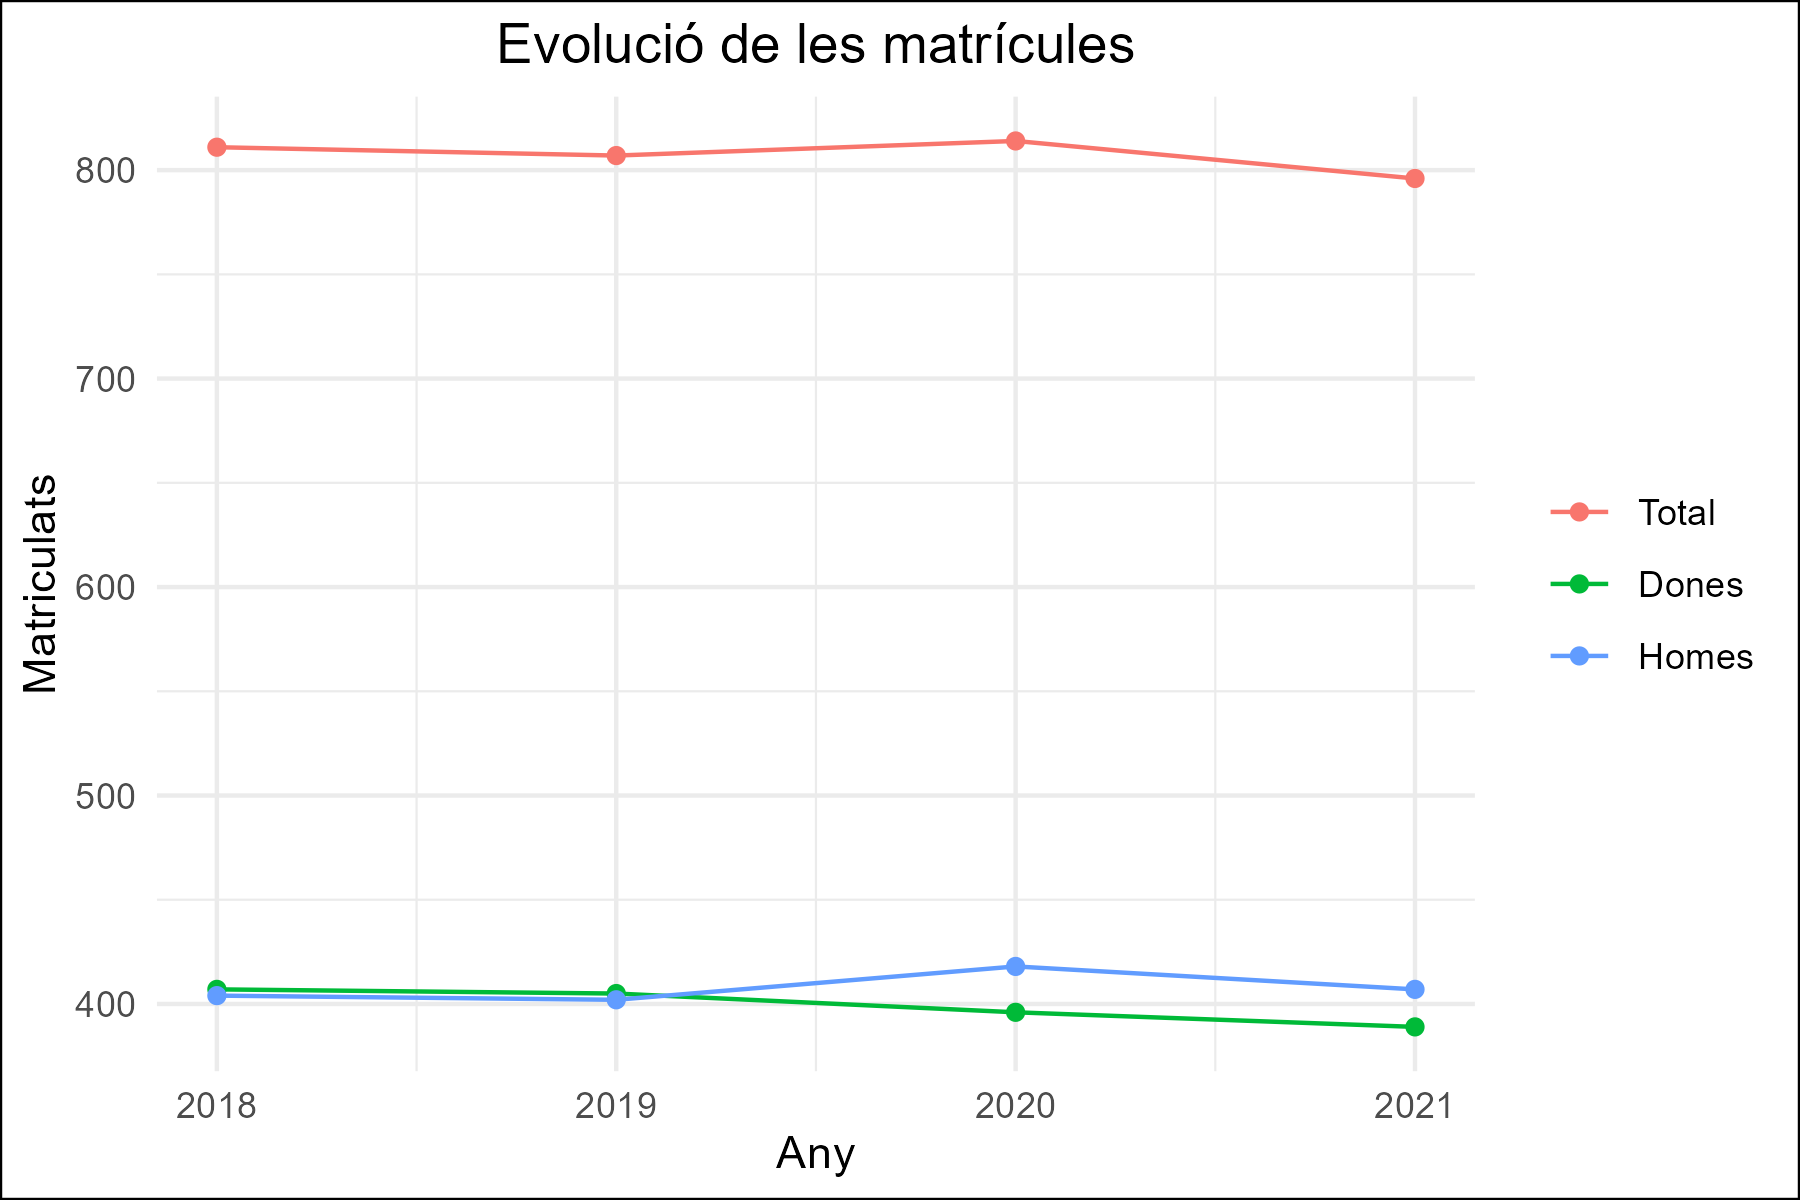 Evolució de les matrícules
800
700
600
500
400
Matriculats
2018 2019 2020 2021
Any
Total
Dones
Homes